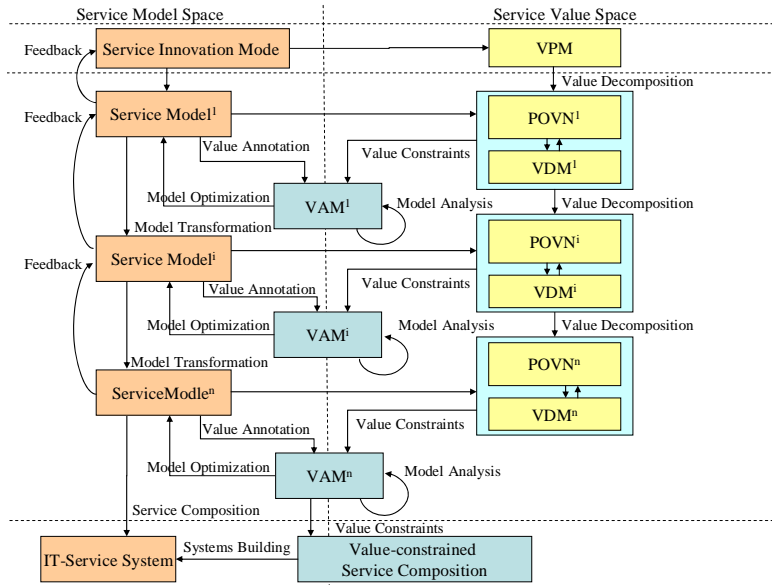 Service Model Space
Service Value Space
Feedback
Service Innovation Mode
VPM
Value Decomposition
Service Model¹
POVN¹
Feedback
Value Annotation
Value Constraints
VDM¹
Model Optimization
VAM¹
Model Analysis
Value Decomposition
Model Transformation
Service Modelⁱ
POVNⁱ
Feedback
Value Constraints
Value Annotation
VDMⁱ
Model Optimization
VAMⁱ
Model Analysis
Value Decomposition
Model Transformation
POVNⁿ
ServiceModleⁿ
VDMⁿ
Value Annotation
Value Constraints
Model Optimization
VAMⁿ
Model Analysis
Service Composition
Value Constraints
IT-Service System
Systems Building
Value-constrained
Service Composition